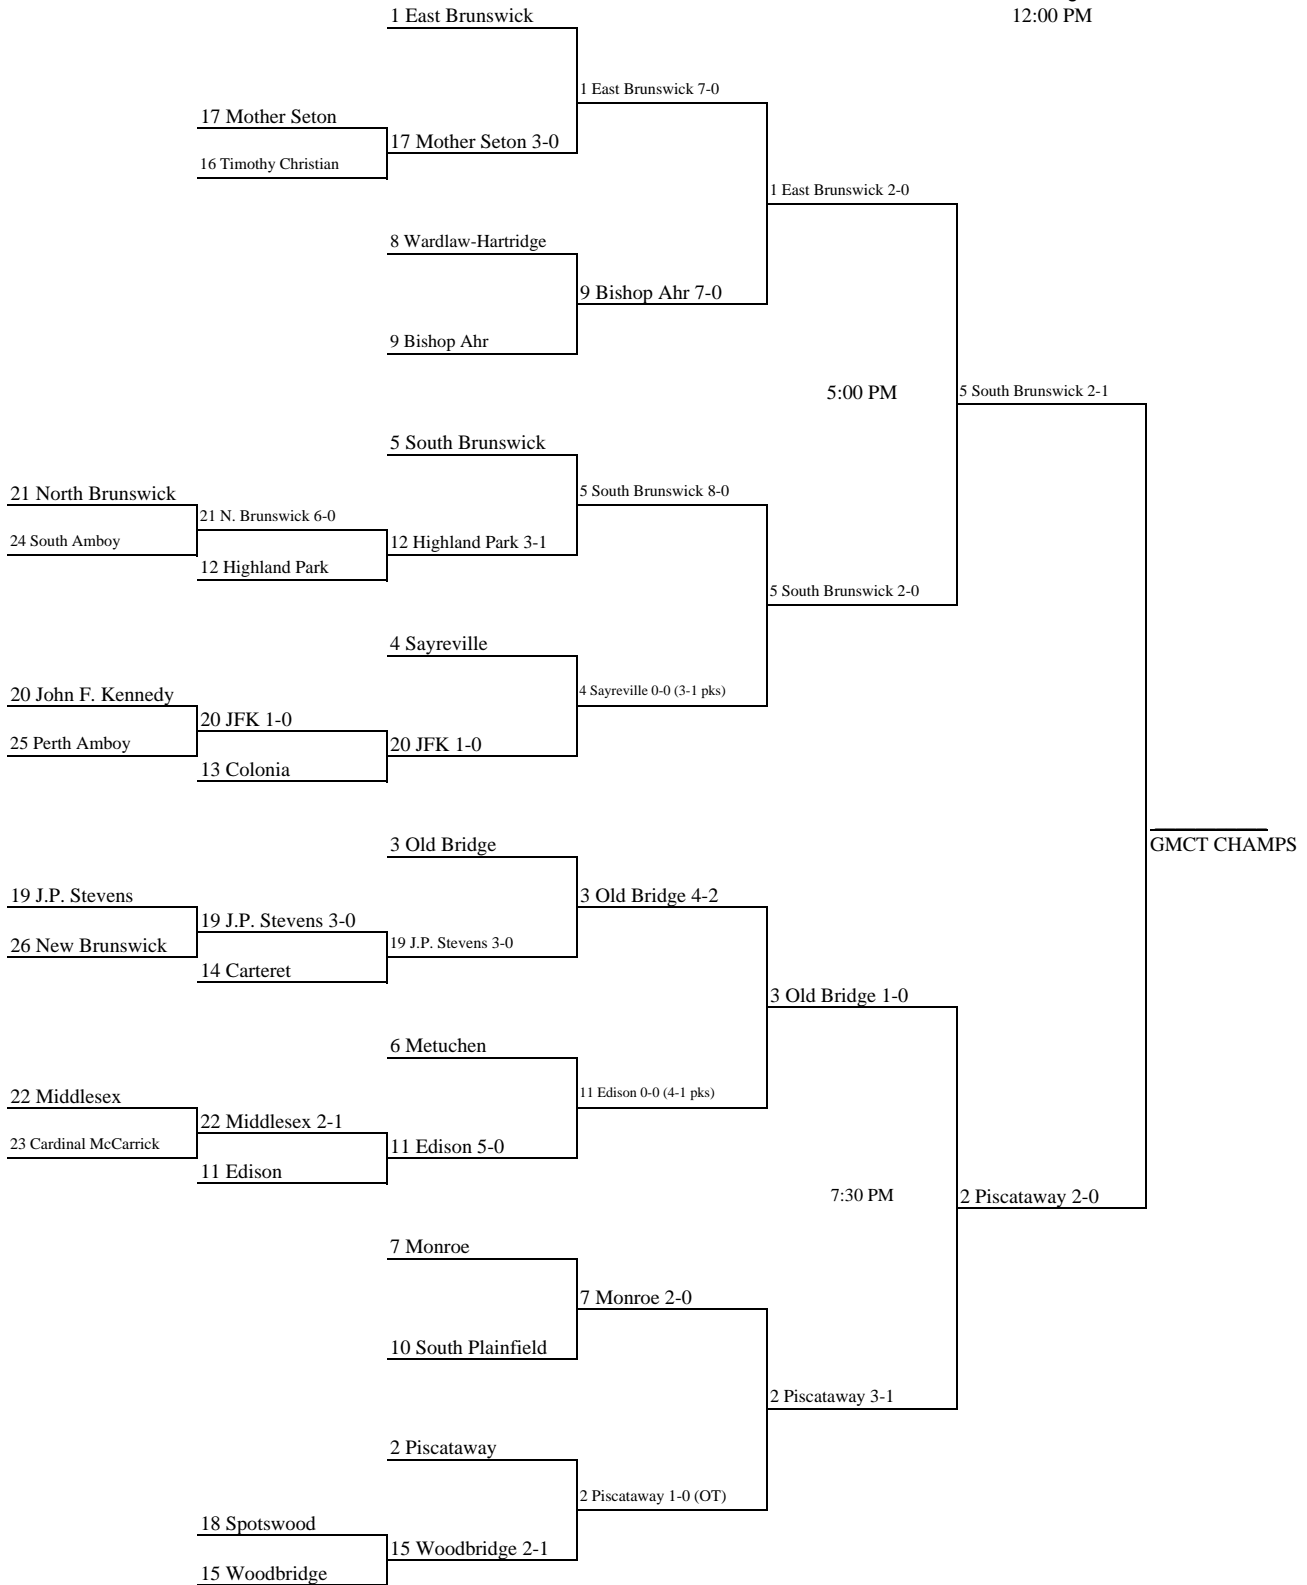 1 East Brunswick
12:00 PM
1 East Brunswick 7-0
17 Mother Seton
17 Mother Seton 3-0
16 Timothy Christian
1 East Brunswick 2-0
8 Wardlaw-Hartridge
9 Bishop Ahr 7-0
9 Bishop Ahr
5:00 PM
5 South Brunswick 2-1
5 South Brunswick
21 North Brunswick
5 South Brunswick 8-0
21 N. Brunswick 6-0
24 South Amboy
12 Highland Park 3-1
12 Highland Park
5 South Brunswick 2-0
4 Sayreville
20 John F. Kennedy
4 Sayreville 0-0 (3-1 pks)
20 JFK 1-0
25 Perth Amboy
20 JFK 1-0
13 Colonia
3 Old Bridge
GMCT CHAMPS
19 J.P. Stevens
3 Old Bridge 4-2
19 J.P. Stevens 3-0
26 New Brunswick
19 J.P. Stevens 3-0
14 Carteret
3 Old Bridge 1-0
6 Metuchen
22 Middlesex
11 Edison 0-0 (4-1 pks)
22 Middlesex 2-1
23 Cardinal McCarrick
11 Edison 5-0
11 Edison
7:30 PM
2 Piscataway 2-0
7 Monroe
7 Monroe 2-0
10 South Plainfield
2 Piscataway 3-1
2 Piscataway
2 Piscataway 1-0 (OT)
18 Spotswood
15 Woodbridge 2-1
15 Woodbridge